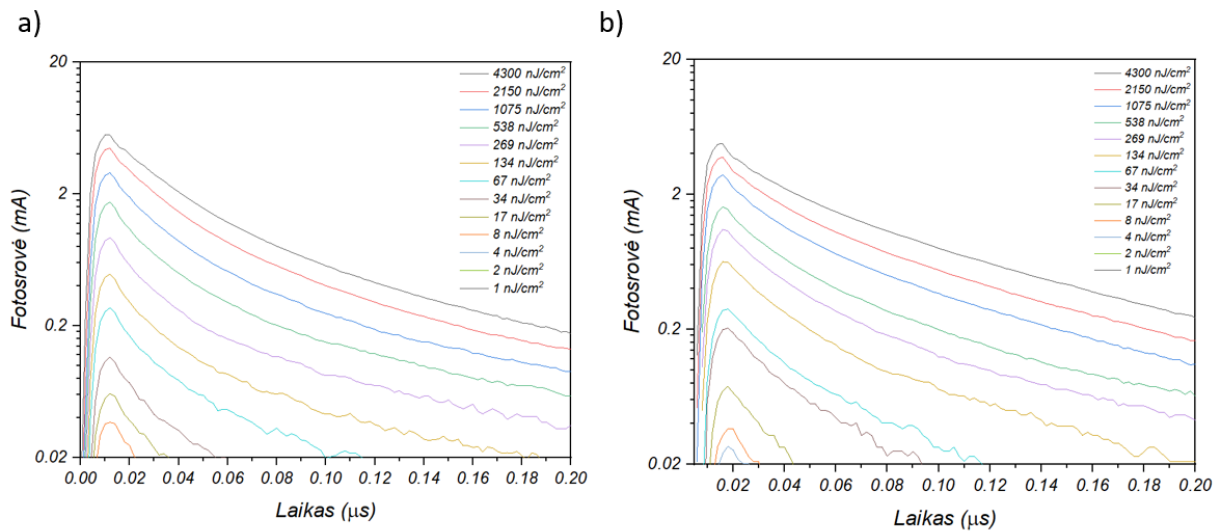 a)
20
2
0.2
0.02
Fotosrovė (mA)
0.00 0.02 0.04 0.06 0.08 0.10 0.12 0.14 0.16 0.18 0.20
Laikas (μs)
4300 nJ/cm²
2150 nJ/cm²
1075 nJ/cm²
538 nJ/cm²
269 nJ/cm²
134 nJ/cm²
67 nJ/cm²
34 nJ/cm²
17 nJ/cm²
8 nJ/cm²
4 nJ/cm²
2 nJ/cm²
1 nJ/cm²
b)
20
2
0.2
0.02
Fotosrovė (mA)
0.02 0.04 0.06 0.08 0.10 0.12 0.14 0.16 0.18 0.20
Laikas (μs)
4300 nJ/cm²
2150 nJ/cm²
1075 nJ/cm²
538 nJ/cm²
269 nJ/cm²
134 nJ/cm²
67 nJ/cm²
34 nJ/cm²
17 nJ/cm²
8 nJ/cm²
4 nJ/cm²
2 nJ/cm²
1 nJ/cm²